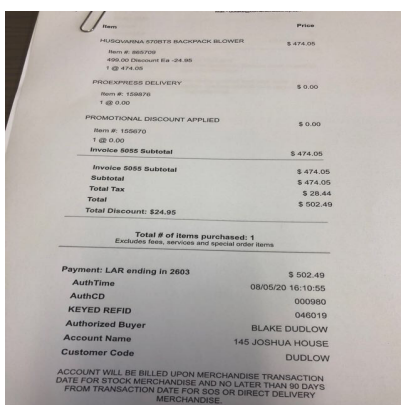 Item Price
HUSQVARNA 570BTS BACKPACK BLOWER $ 474.05
Item #: 865708
499.00 Discount Ea -24.95
1 @ 474.05
PROEXPRESS DELIVERY $ 0.00
Item #: 159876
1 @ 0.00
PROMOTIONAL DISCOUNT APPLIED $ 0.00
Item #: 155670
1 @ 0.00
Invoice 5055 Subtotal $ 474.05
Invoice 5055 Subtotal $ 474.05
Subtotal $ 474.05
Total Tax $ 28.44
Total $ 502.49
Total Discount: $24.95
Total # of items purchased: 1
Excludes fees, services and special order items
Payment: LAR ending in 2603 $ 502.49
AuthTime 08/05/20 16:10:55
AuthCD 000980
KEYED REFID 046019
Authorized Buyer BLAKE DUDLOW
Account Name 145 JOSHUA HOUSE
Customer Code DUDLOW
ACCOUNT WILL BE BILLED UPON MERCHANDISE TRANSACTION
DATE FOR STOCK MERCHANDISE AND NO LATER THAN 90 DAYS
FROM TRANSACTION DATE FOR SOS OR DIRECT DELIVERY
MERCHANDISE.